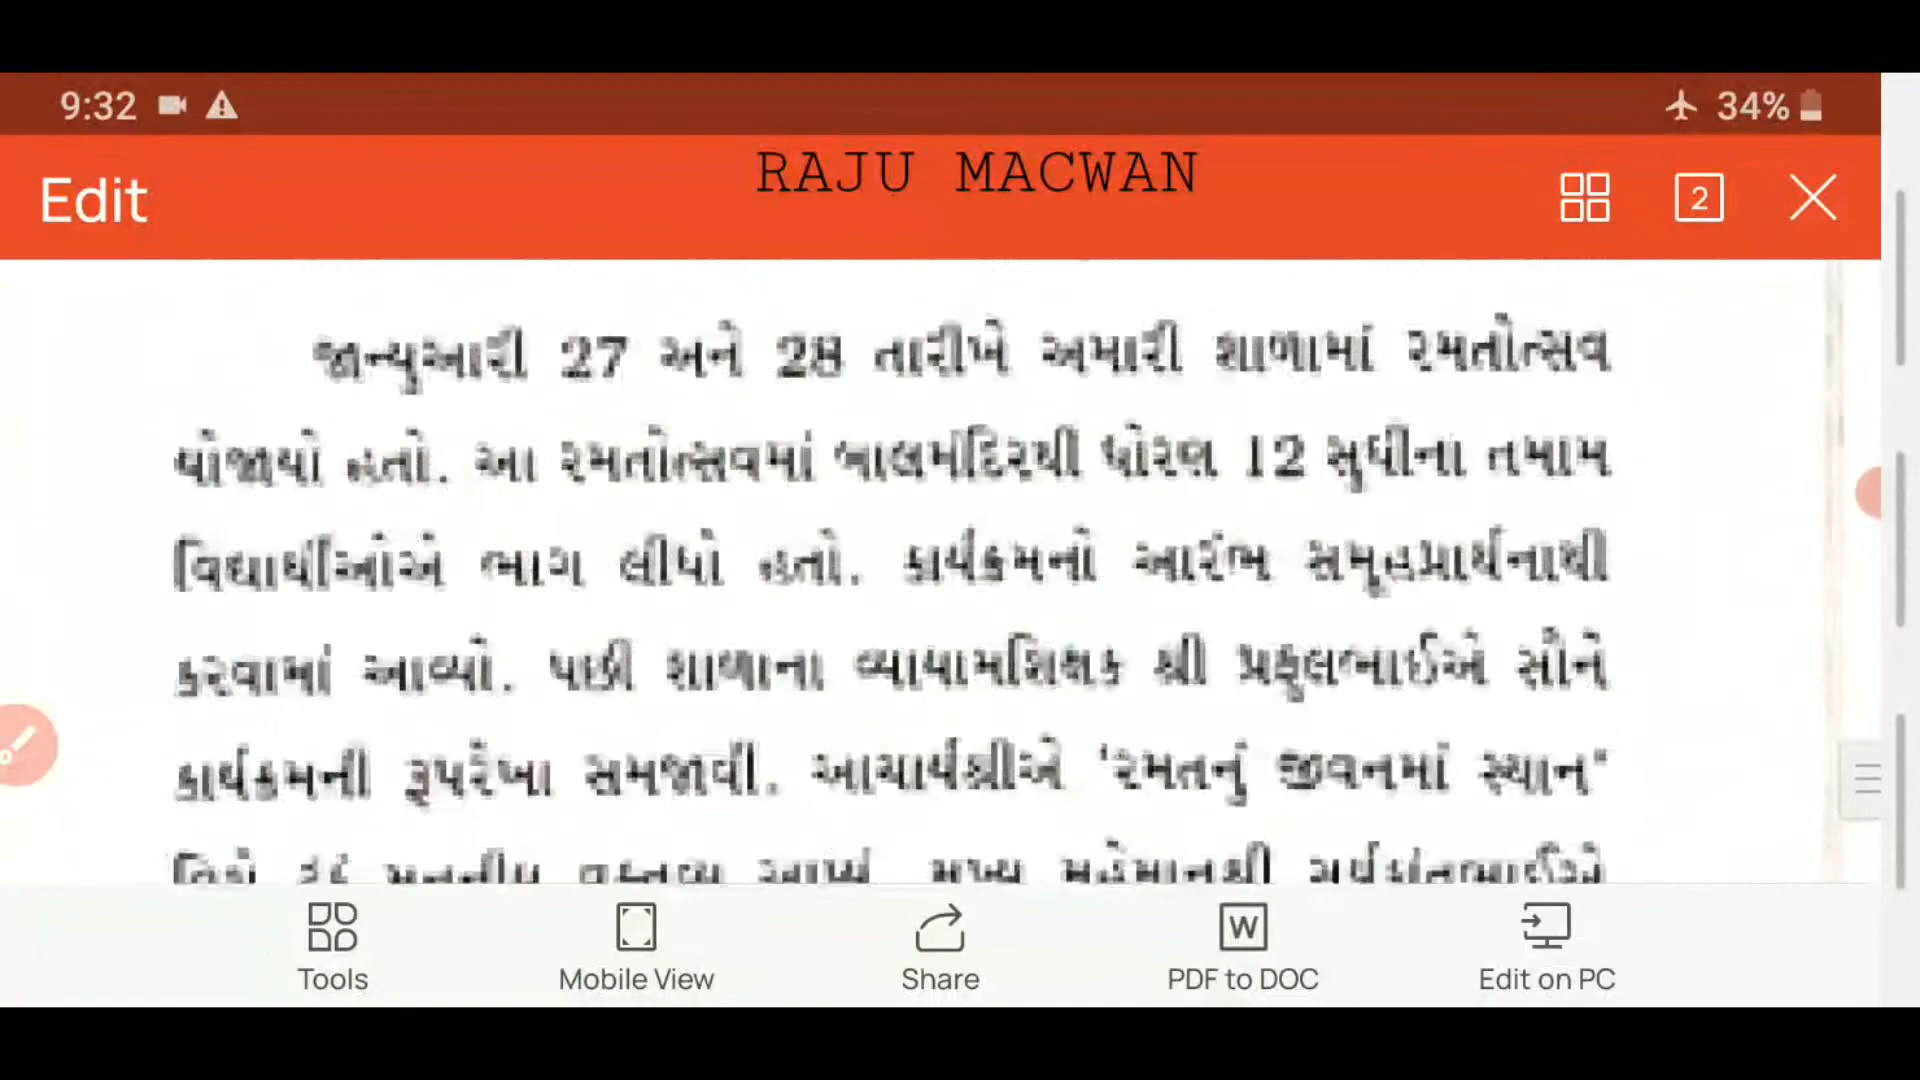 9:32
34%
RAJU MACWAN
Edit
2
જાન્યુઆરી 27 અને 28 તારીખે અમારી શાળામાં રમતોત્સવ
યોજાયો હતો. આ રમતોત્સવમાં બાલમંદિરથી ધોરણ 12 સુધીના તમામ
વિદ્યાર્થીઓએ ભાગ લીધો હતો. કાર્યક્રમનો આરંભ સમૂહપ્રાર્થનાથી
કરવામાં આવ્યો. પછી શાળાના વ્યાયામશિક્ષક શ્રી પ્રફુલભાઈએ સૌને
કાર્યક્રમની રૂપરેખા સમજાવી. આચાર્યશ્રીએ ‘રમતનું જીવનમાં સ્થાન’
Tools
Mobile View
Share
W
PDF to DOC
Edit on PC